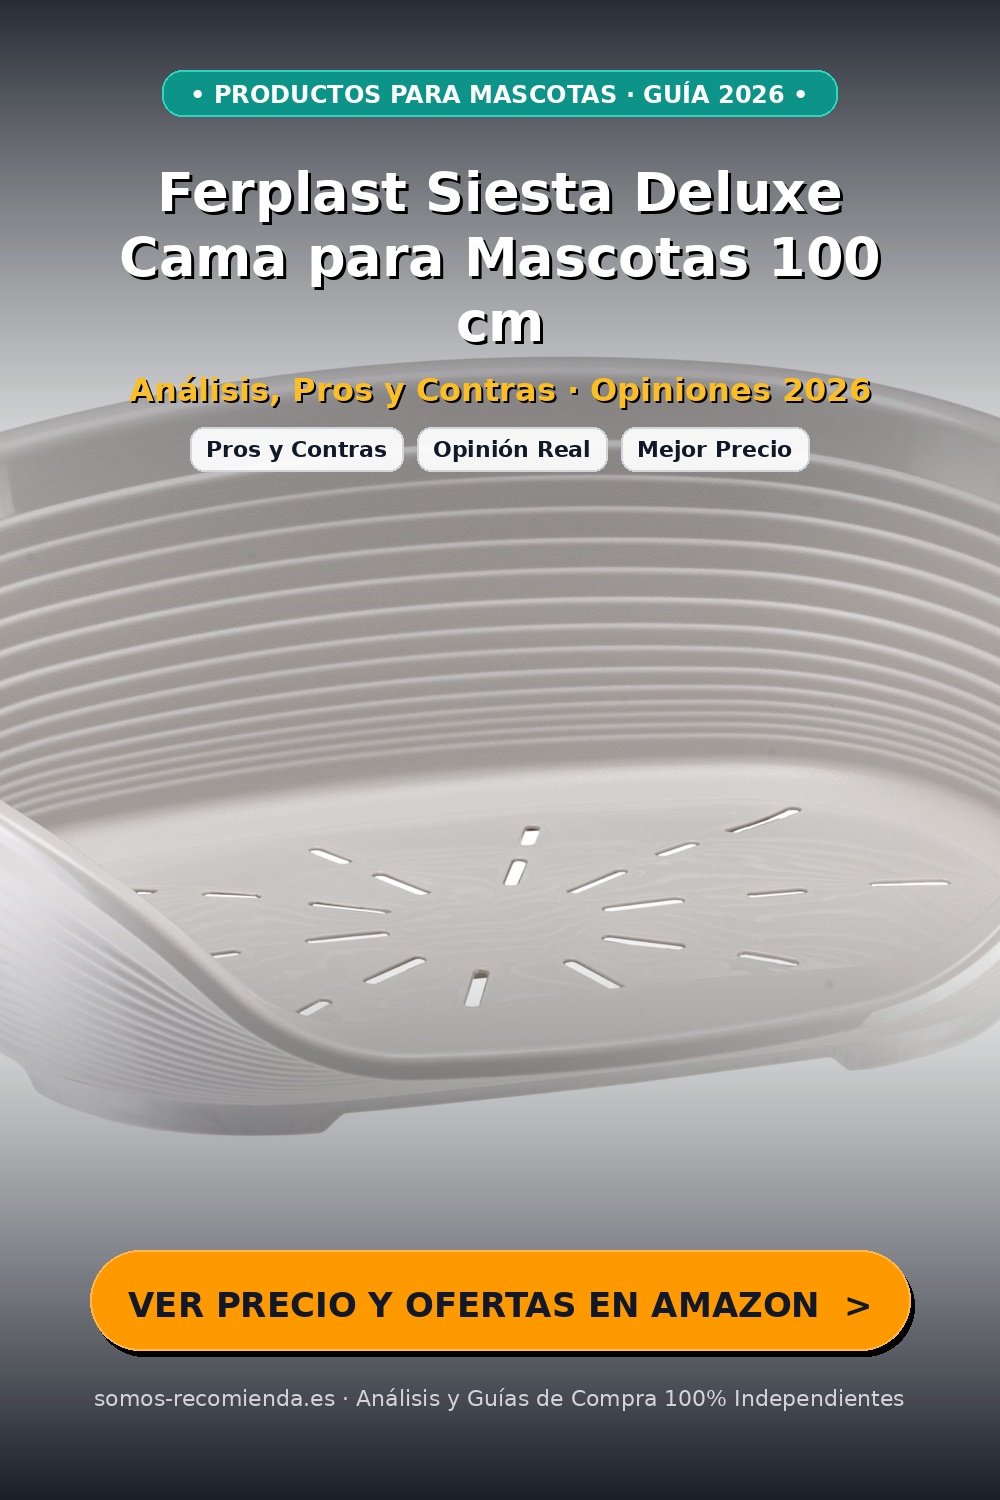 • PRODUCTOS PARA MASCOTAS · GUÍA 2026 •
Ferplast Siesta Deluxe
Cama para Mascotas 100
cm
Análisis, Pros y Contras · Opiniones 2026
Pros y Contras Opinión Real Mejor Precio
VER PRECIO Y OFERTAS EN AMAZON >
somos-recomienda.es · Análisis y Guías de Compra 100% Independientes